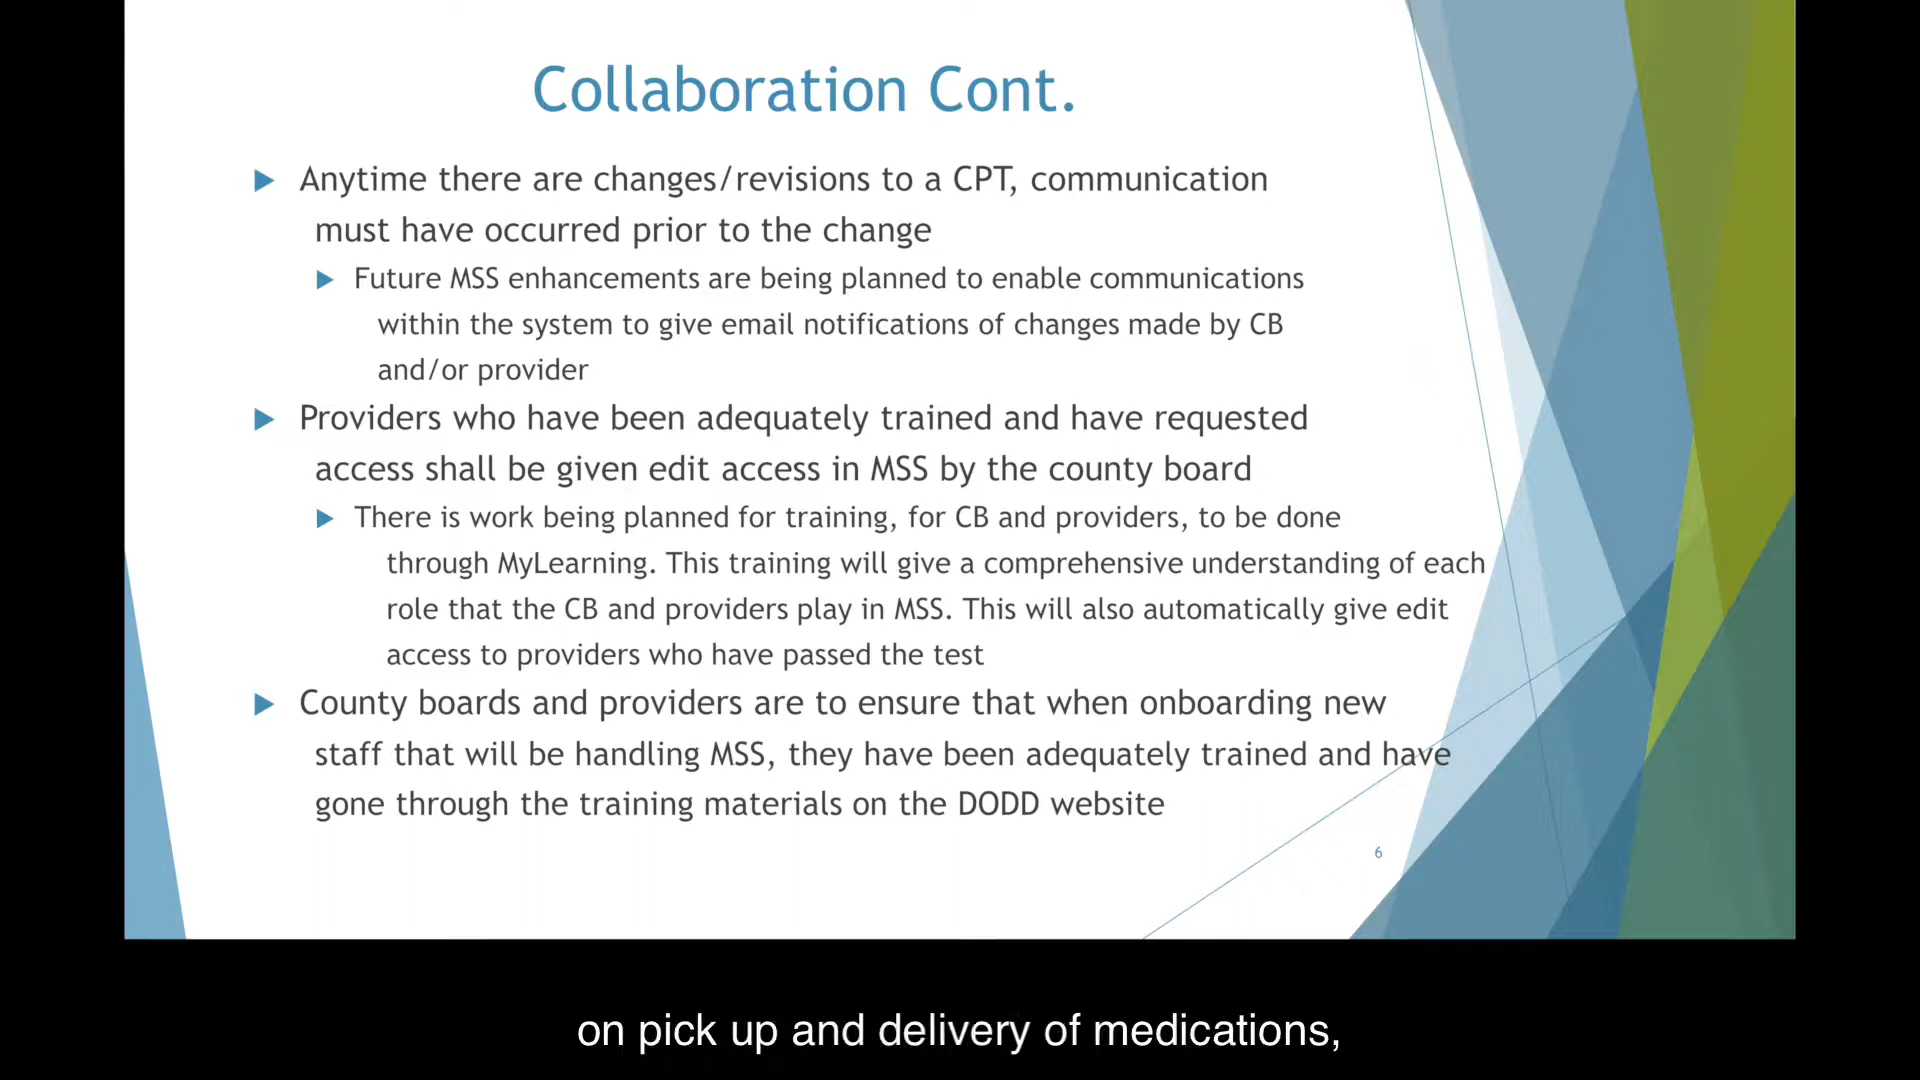 Collaboration Cont.
Anytime there are changes/revisions to a CPT, communication
must have occurred prior to the change
Future MSS enhancements are being planned to enable communications
within the system to give email notifications of changes made by CB
and/or provider
Providers who have been adequately trained and have requested
access shall be given edit access in MSS by the county board
There is work being planned for training, for CB and providers, to be done
through MyLearning. This training will give a comprehensive understanding of each
role that the CB and providers play in MSS. This will also automatically give edit
access to providers who have passed the test
County boards and providers are to ensure that when onboarding new
staff that will be handling MSS, they have been adequately trained and have
gone through the training materials on the DODD website
6
on pick up and delivery of medications,